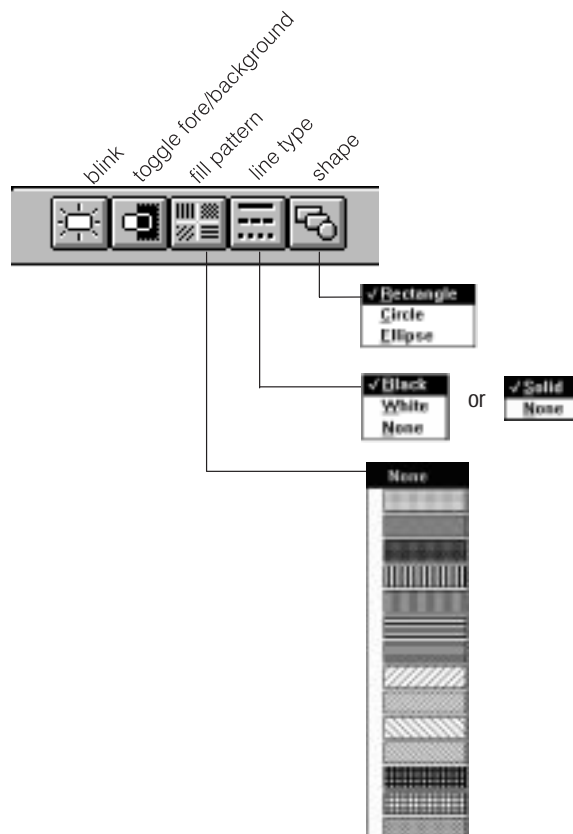 blink
toggle fore/background
fill pattern
line type
shape
✓Rectangle
Circle
Ellipse
✓Black
White
None
or
✓Solid
None
None